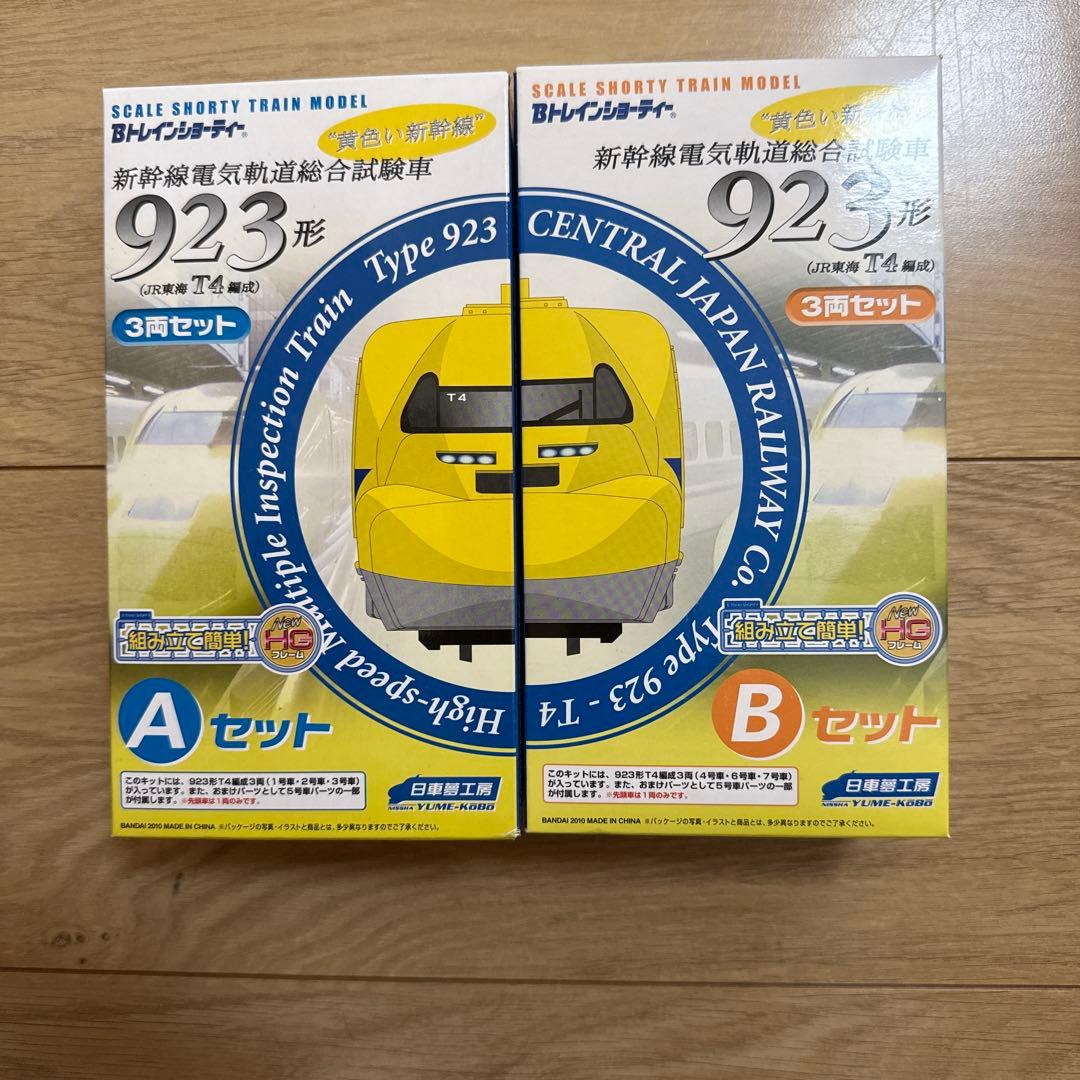 SCALE SHORTY TRAIN MODEL
Bトレインショーティー®
"黄色い新幹線"
新幹線電気軌道総合試験車
923形
(JR東海 T4 編成)
3両セット
High-speed Multiple Inspection Train Type 923
T4
組み立て簡単!
New
HG
フレーム
Aセット
このキットには、923形T4編成3両(1号車・2号車・3号車)
が入っています。また、おまけパーツとして5号車パーツの一部
が付属します。※先頭車は1両のみです。
日車夢工房
NISSHA YUME-KōBō
BANDAI 2010 MADE IN CHINA ※パッケージの写真・イラストと商品とは、多少異なりますのでご了承ください。
SCALE SHORTY TRAIN MODEL
Bトレインショーティー®
"黄色い新幹線"
新幹線電気軌道総合試験車
923形
(JR東海 T4 編成)
3両セット
CENTRAL JAPAN RAILWAY Co. Type 923 - T4
組み立て簡単!
New
HG
フレーム
Bセット
このキットには、923形T4編成3両(4号車・6号車・7号車)
が入っています。また、おまけパーツとして5号車パーツの一部
が付属します。※先頭車は1両のみです。
日車夢工房
NISSHA YUME-KōBō
BANDAI 2010 MADE IN CHINA ※パッケージの写真・イラストと商品とは、多少異なりますのでご了承ください。